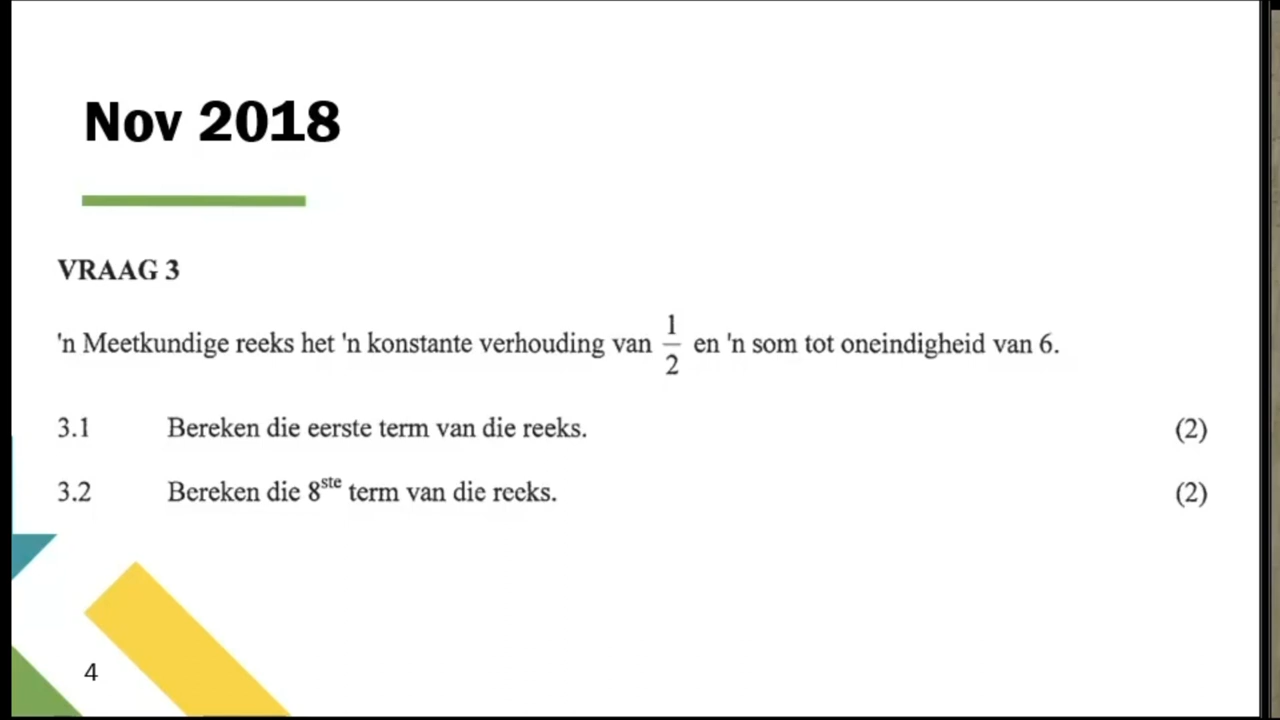 Nov 2018
VRAAG 3
'n Meetkundige reeks het 'n konstante verhouding van 1/2 en 'n som tot oneindigheid van 6.
3.1 Bereken die eerste term van die reeks. (2)
3.2 Bereken die 8ste term van die reeks. (2)
4